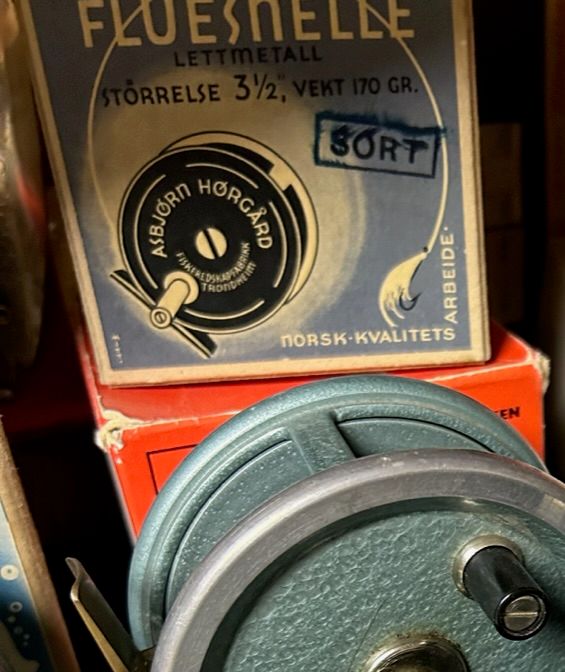 FLUESNELLE
LETTMETALL
STÖRRELSE 3½", VEKT 170 GR.
SORT
ASBJØRN HØRGÅRD
FISKEREDSKAPFABRIKK
TRONDHEIM
NORSK·KVALITETS
ARBEIDE·